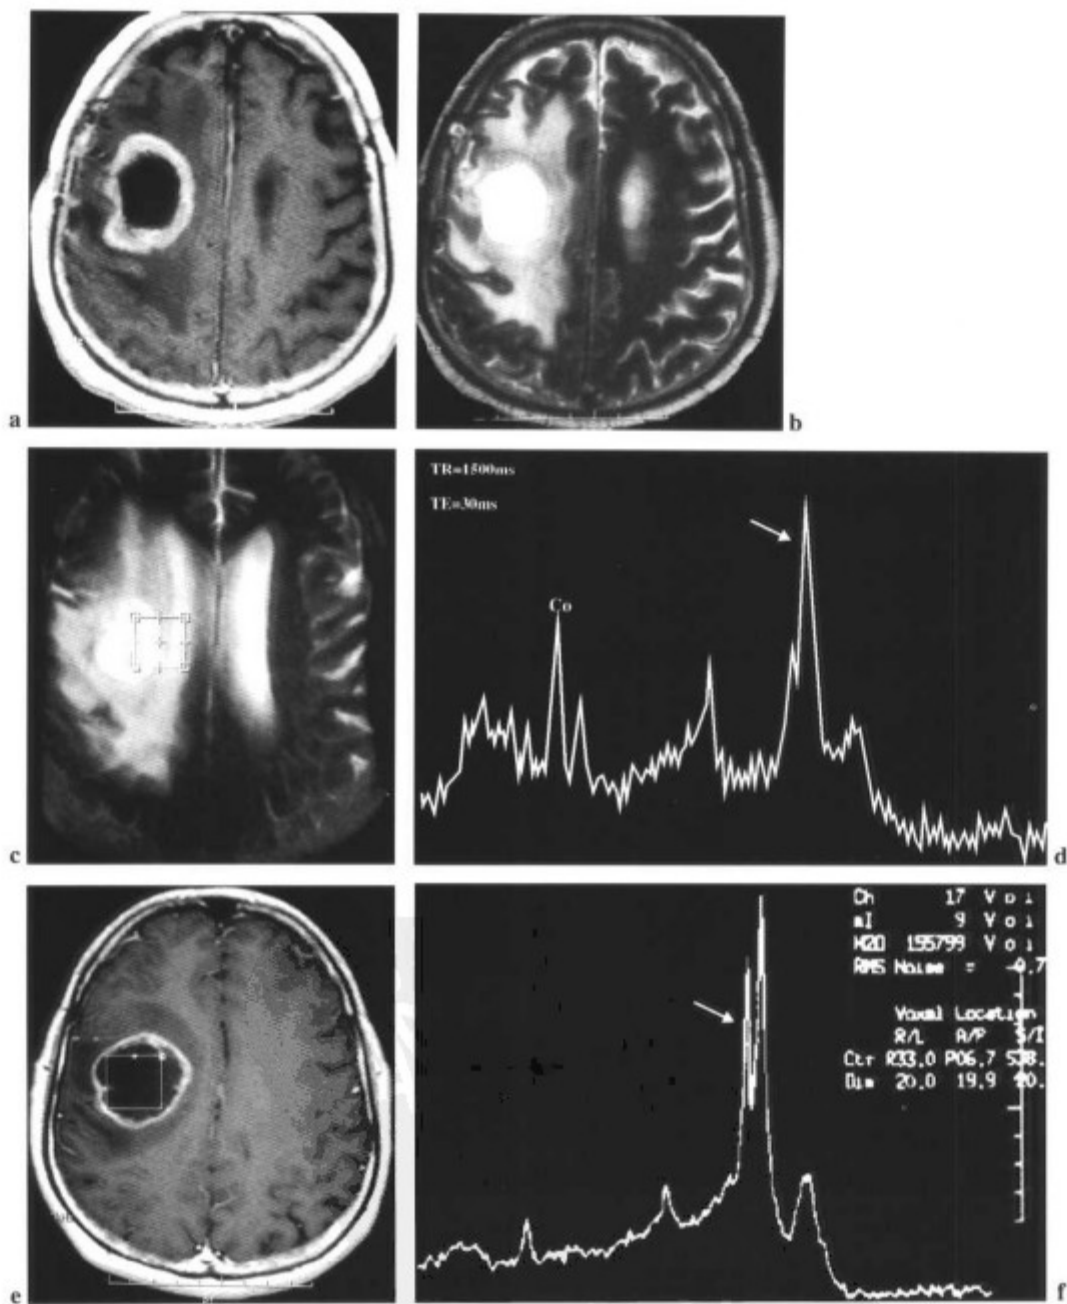 a
b
c
TR=1500ms
TE=30ms
Co
d
e
Ch 17 Voi
mI 9 Voi
H2O 195799 Voi
RMS Noise =
Voxel Location
R/L A/P S/I
Ctr R33.0 P06.7
Dim 20.0 19.9
f